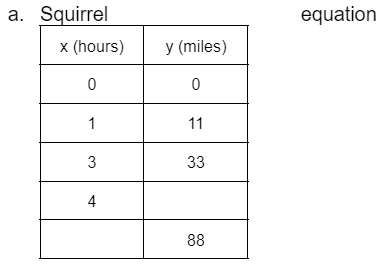 a. Squirrel equation
x (hours) y (miles)
0 0
1 11
3 33
4
88